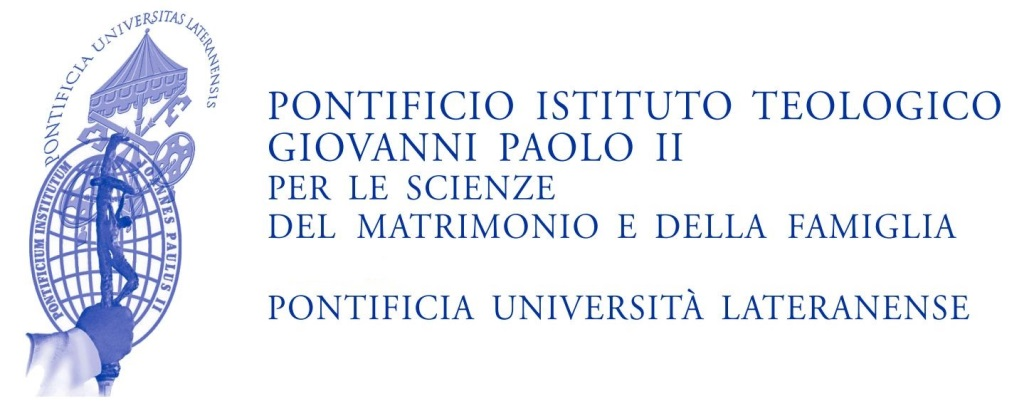 PONTIFICIA UNIVERSITAS LATERANENSIS
PONTIFICIUM INSTITUTUM
JOANNES PAULUS II
PONTIFICIO ISTITUTO TEOLOGICO
GIOVANNI PAOLO II
PER LE SCIENZE
DEL MATRIMONIO E DELLA FAMIGLIA
PONTIFICIA UNIVERSITÀ LATERANENSE